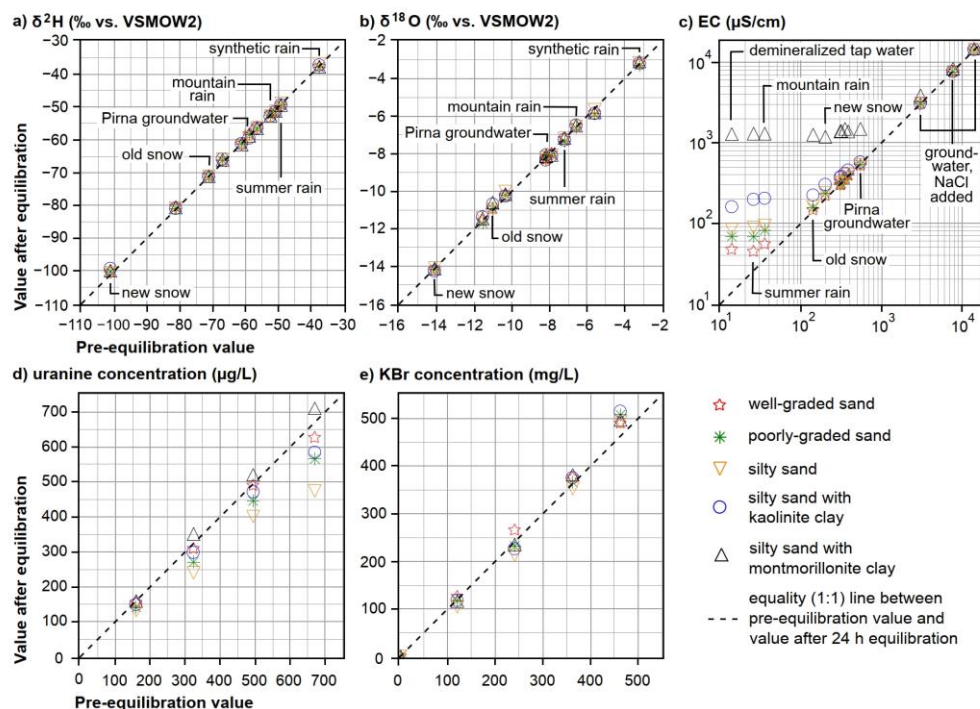 a) δ²H (‰ vs. VSMOW2)
b) δ¹⁸O (‰ vs. VSMOW2)
c) EC (µS/cm)
Value after equilibration
−30
−40
−50
−60
−70
−80
−90
−100
−110
synthetic rain
mountain
rain
Pirna groundwater
old snow
summer rain
new snow
−110 −100 −90 −80 −70 −60 −50 −40 −30
−2
−4
−6
−8
−10
−12
−14
−16
synthetic rain
mountain rain
Pirna groundwater
summer rain
old snow
new snow
−16 −14 −12 −10 −8 −6 −4 −2
10⁴
10³
10²
10¹
demineralized tap water
mountain rain
new snow
ground-
water,
NaCl
added
Pirna
groundwater
old snow
summer rain
10¹ 10² 10³ 10⁴
Pre-equilibration value
d) uranine concentration (µg/L)
e) KBr concentration (mg/L)
Value after equilibration
700
600
500
400
300
200
100
0
0 100 200 300 400 500 600 700
Pre-equilibration value
500
400
300
200
100
0
0 100 200 300 400 500
well-graded sand
poorly-graded sand
silty sand
silty sand with
kaolinite clay
silty sand with
montmorillonite clay
equality (1:1) line between
pre-equilibration value and
value after 24 h equilibration